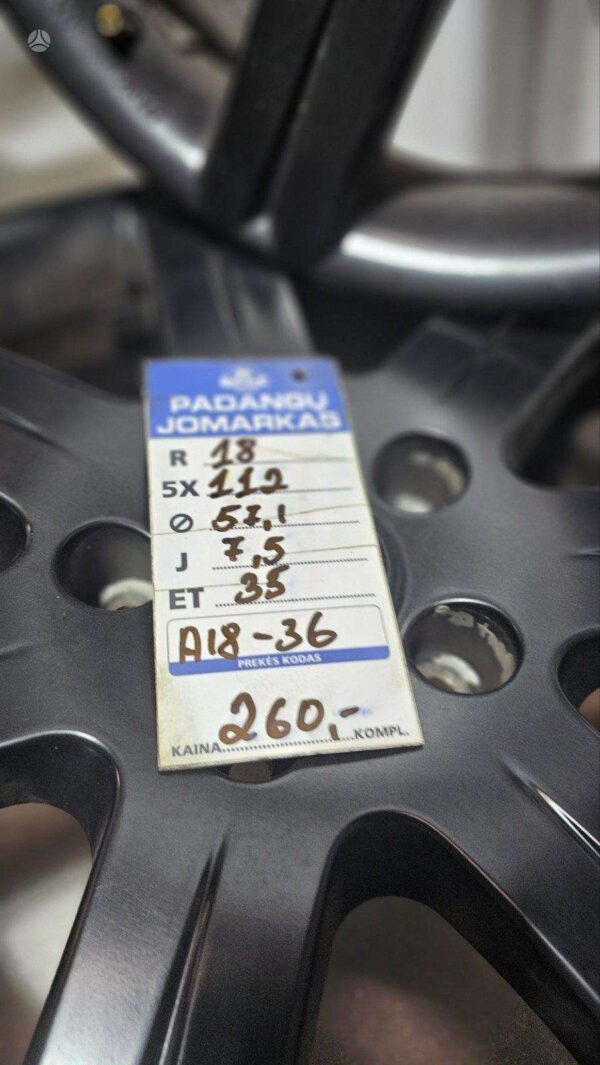 PADANGŲ
JOMARKAS
R 18
5X 112
⌀ 57,1
J 7,5
ET 35
A18-36
PREKĖS KODAS
260,-
KAINA KOMPL.